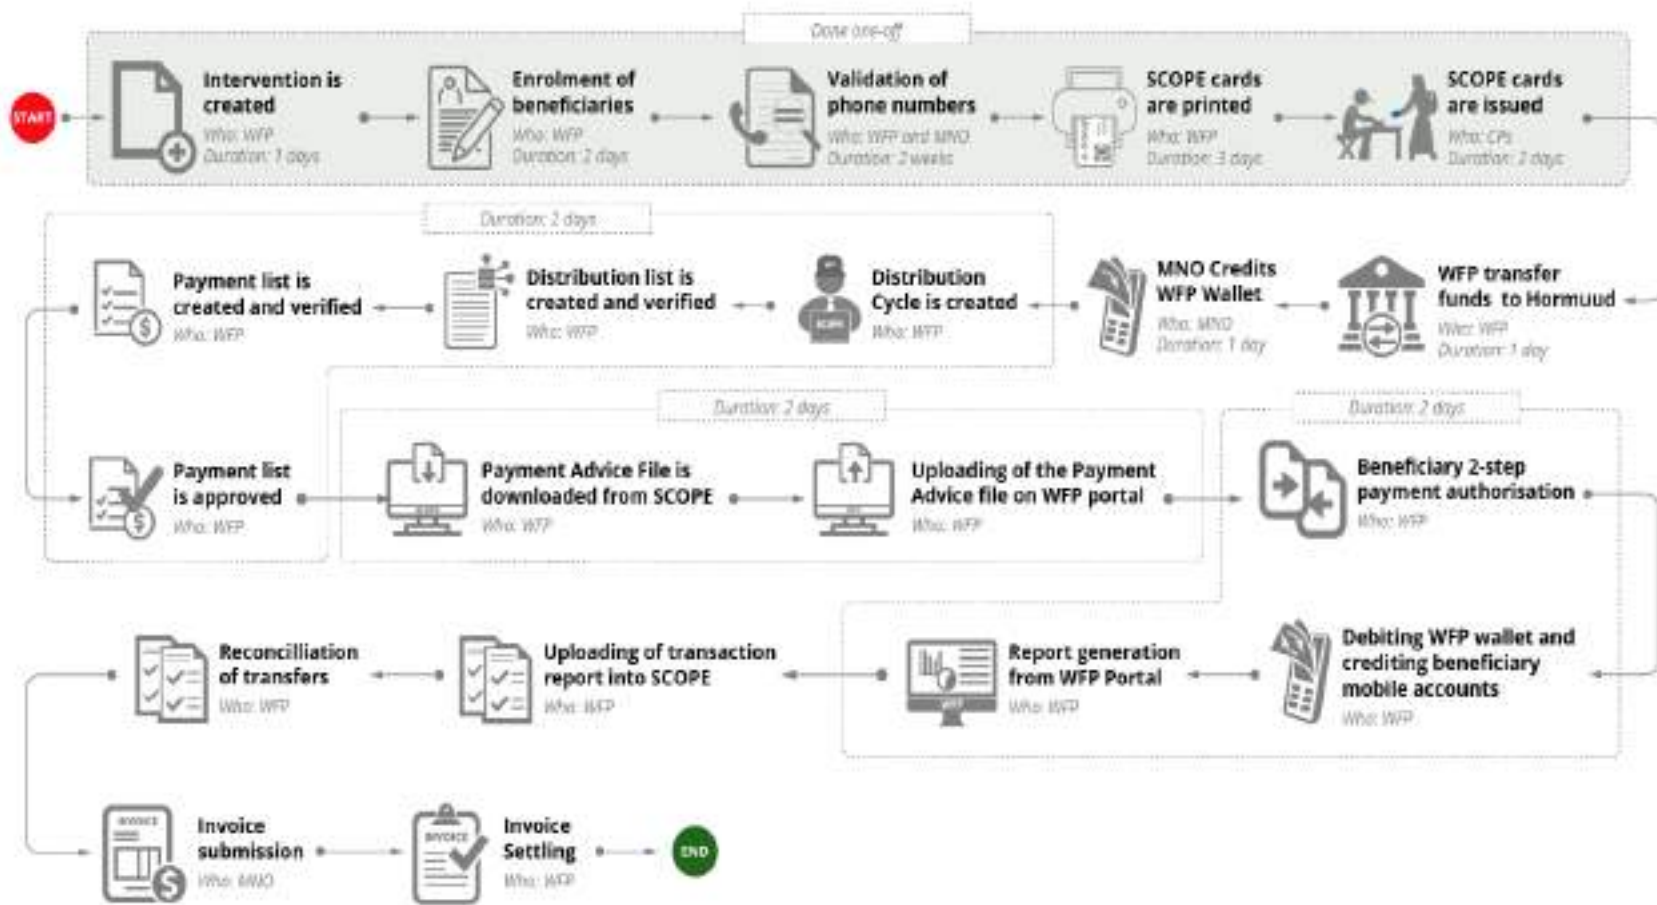 Done one-off
START
Intervention is
created
Who: WFP
Duration: 1 days
Enrolment of
beneficiaries
Who: WFP
Duration: 2 days
Validation of
phone numbers
Who: WFP and MNO
Duration: 2 weeks
SCOPE cards
are printed
Who: WFP
Duration: 3 days
SCOPE cards
are issued
Who: CPs
Duration: 2 days
WFP transfer
funds to Hormuud
Who: WFP
Duration: 1 day
MNO Credits
WFP Wallet
Who: MNO
Duration: 1 day
Duration: 2 days
Distribution
Cycle is created
Who: WFP
SCOPE
Distribution list is
created and verified
Who: WFP
Payment list is
created and verified
Who: WFP
Payment list
is approved
Who: WFP
Duration: 2 days
Payment Advice File is
downloaded from SCOPE
Who: WFP
Uploading of the Payment
Advice file on WFP portal
Who: WFP
Duration: 2 days
Beneficiary 2-step
payment authorisation
Who: WFP
Debiting WFP wallet and
crediting beneficiary
mobile accounts
Who: WFP
Report generation
from WFP Portal
Who: WFP
WFP
Uploading of transaction
report into SCOPE
Who: WFP
Reconcilliation
of transfers
Who: WFP
INVOICE
Invoice
submission
Who: MNO
INVOICE
Invoice
Settling
Who: WFP
END